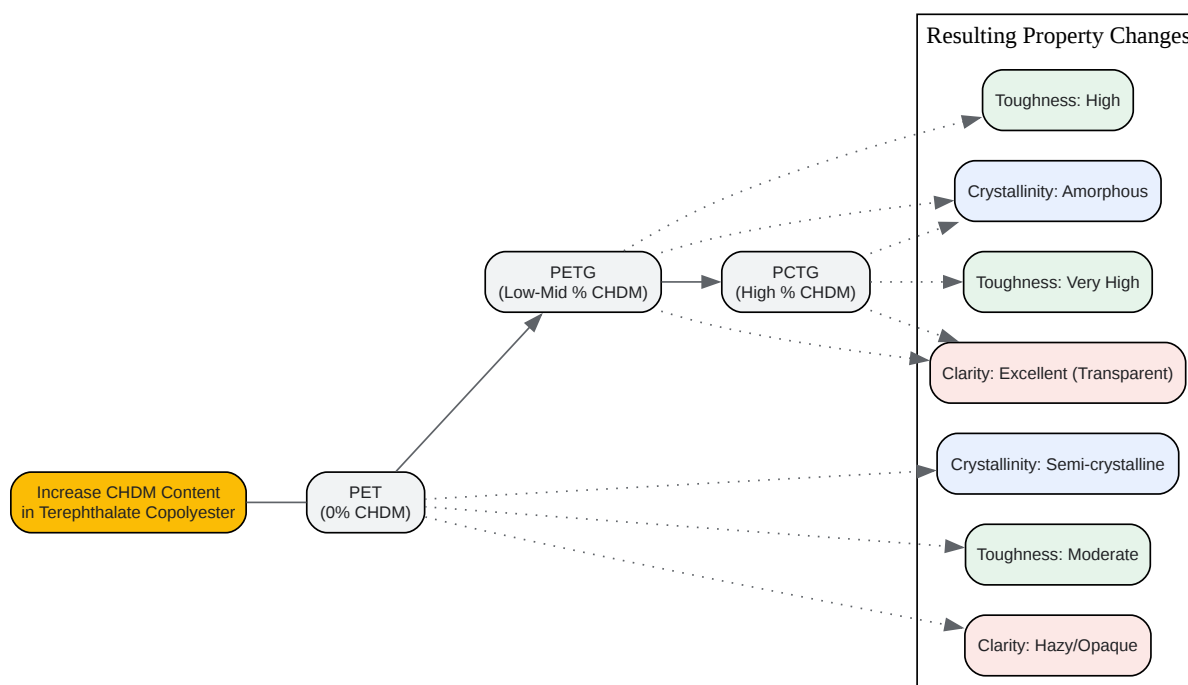 Resulting Property Changes
Toughness: High
Crystallinity: Amorphous
PETG
(Low-Mid % CHDM)
PCTG
(High % CHDM)
Toughness: Very High
Clarity: Excellent (Transparent)
Crystallinity: Semi-crystalline
Increase CHDM Content
in Terephthalate Copolyester
PET
(0% CHDM)
Toughness: Moderate
Clarity: Hazy/Opaque